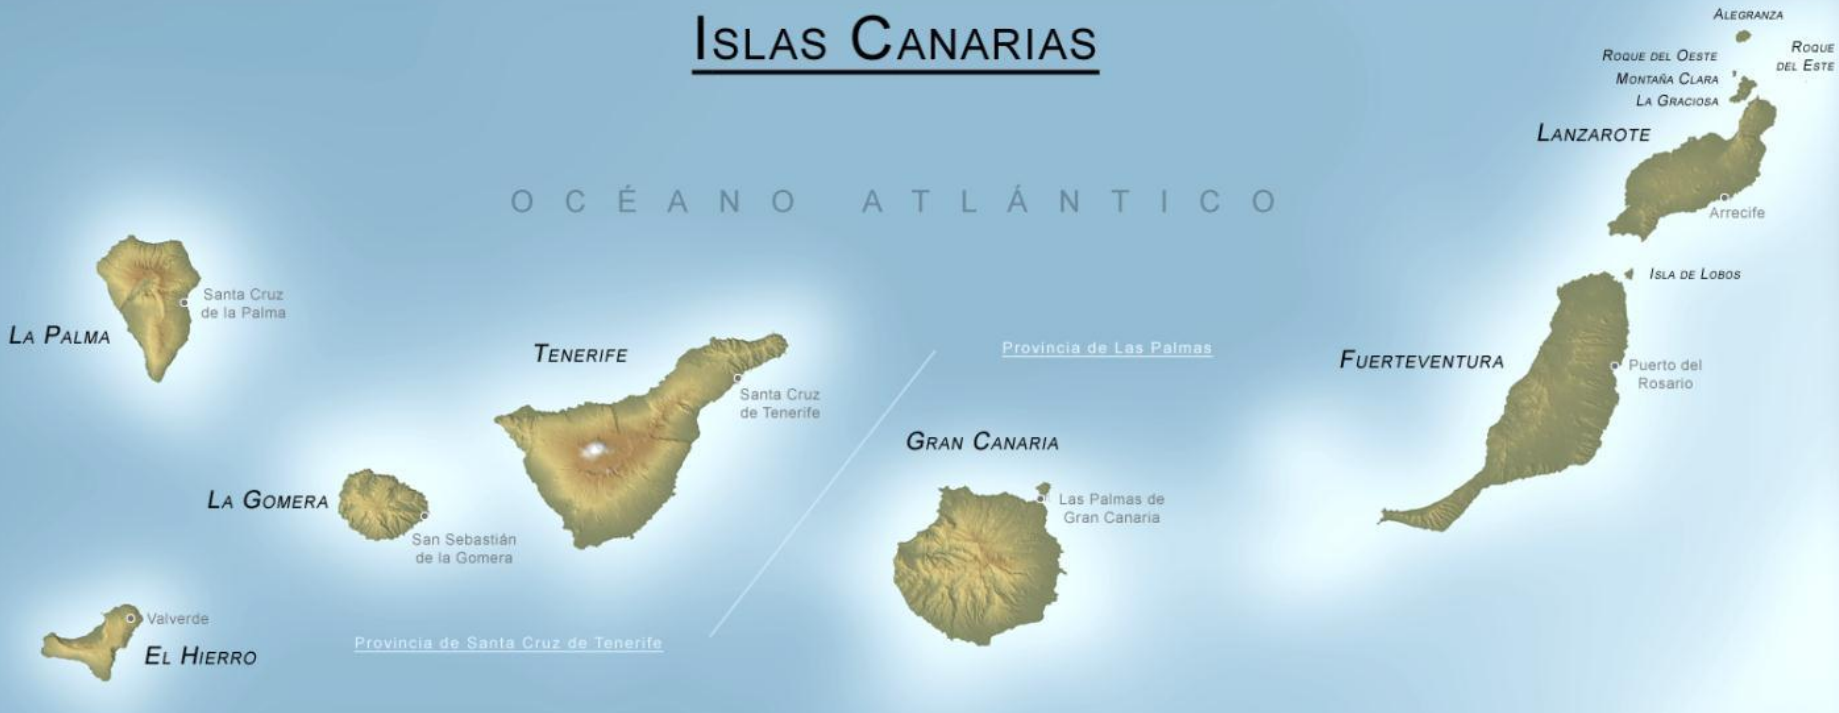 ISLAS CANARIAS
ALEGRANZA
ROQUE DEL OESTE
ROQUE
DEL ESTE
MONTAÑA CLARA
LA GRACIOSA
LANZAROTE
OCÉANO ATLÁNTICO
Arrecife
ISLA DE LOBOS
Santa Cruz
de la Palma
LA PALMA
TENERIFE
Provincia de Las Palmas
FUERTEVENTURA
Puerto del
Rosario
Santa Cruz
de Tenerife
GRAN CANARIA
LA GOMERA
Las Palmas de
Gran Canaria
San Sebastián
de la Gomera
Valverde
EL HIERRO
Provincia de Santa Cruz de Tenerife